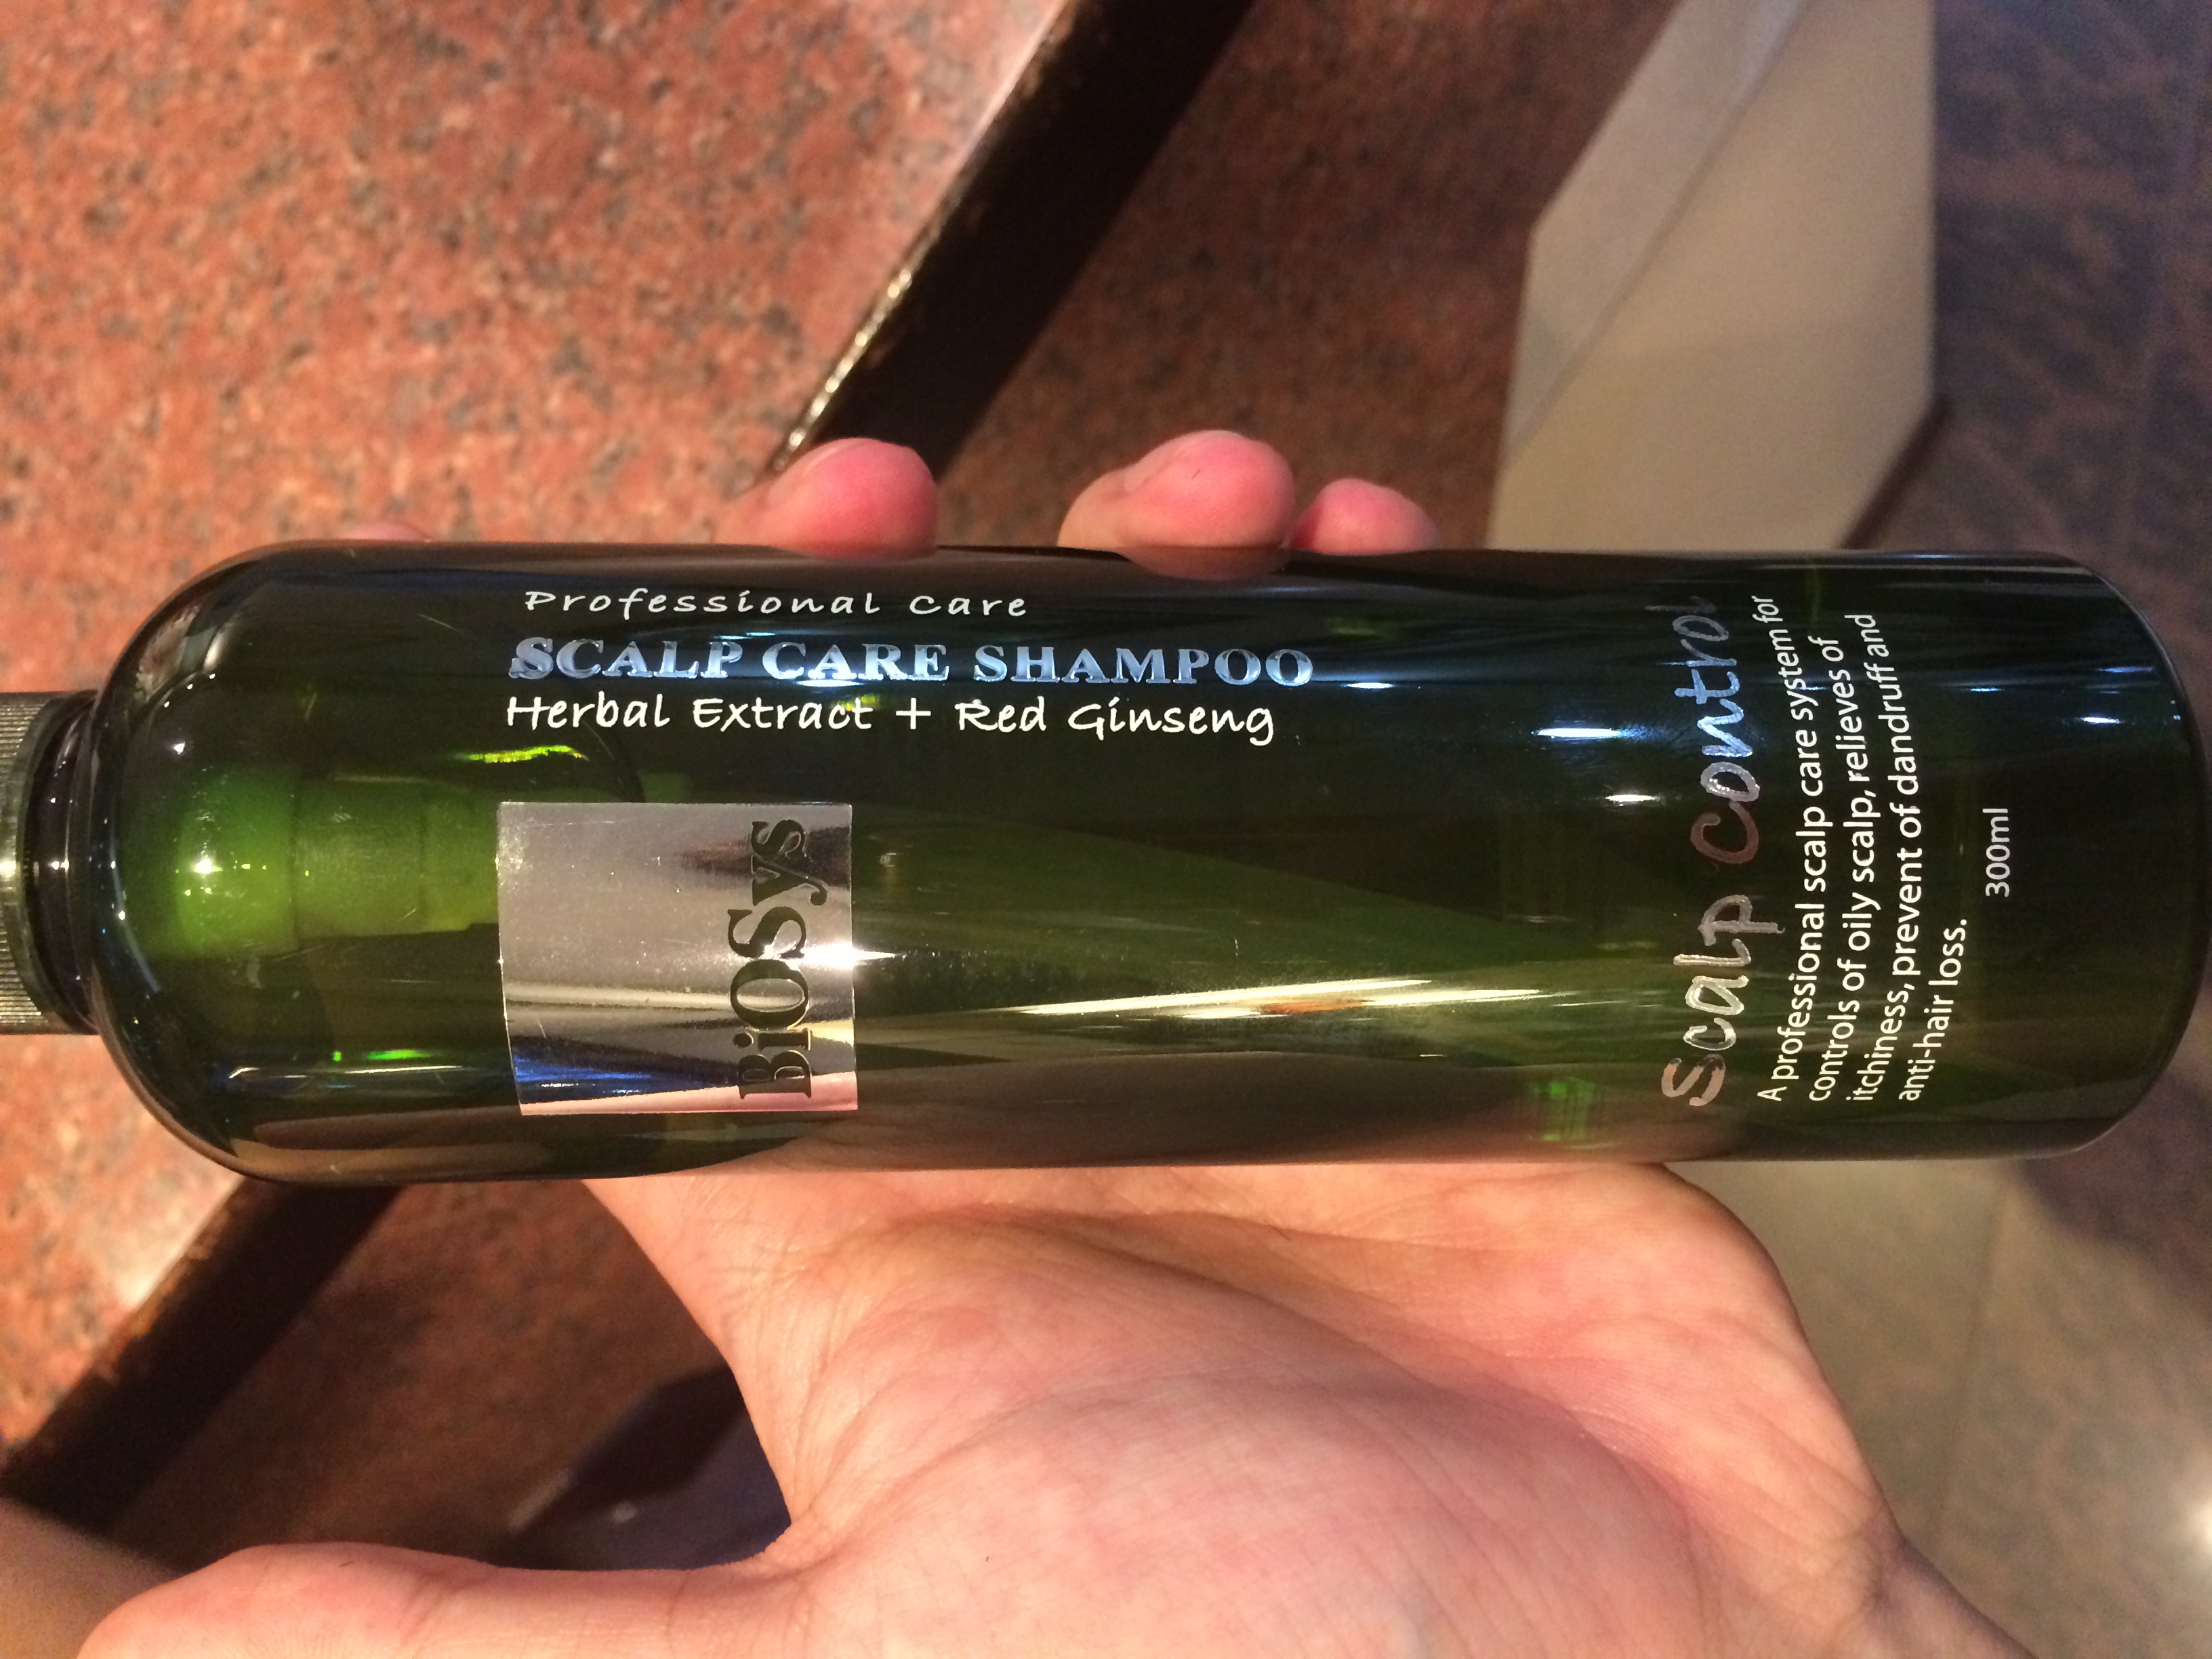 Professional Care
SCALP CARE SHAMPOO
Herbal Extract + Red Ginseng
BiOSys
Scalp Control
A professional scalp care system for
controls of oily scalp, relieves of
itchiness, prevent of dandruff and
anti-hair loss.
300ml